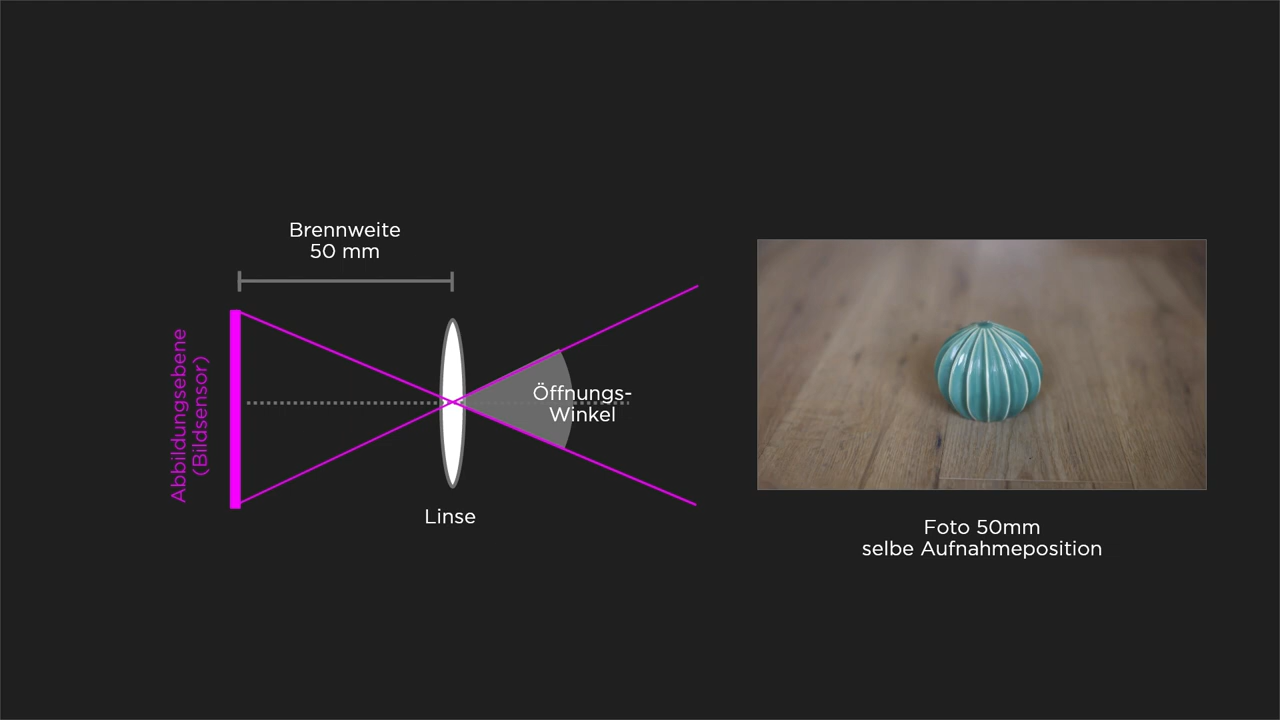 Brennweite
50 mm
Abbildungsebene
(Bildsensor)
Öffnungs-
Winkel
Linse
Foto 50mm
selbe Aufnahmeposition